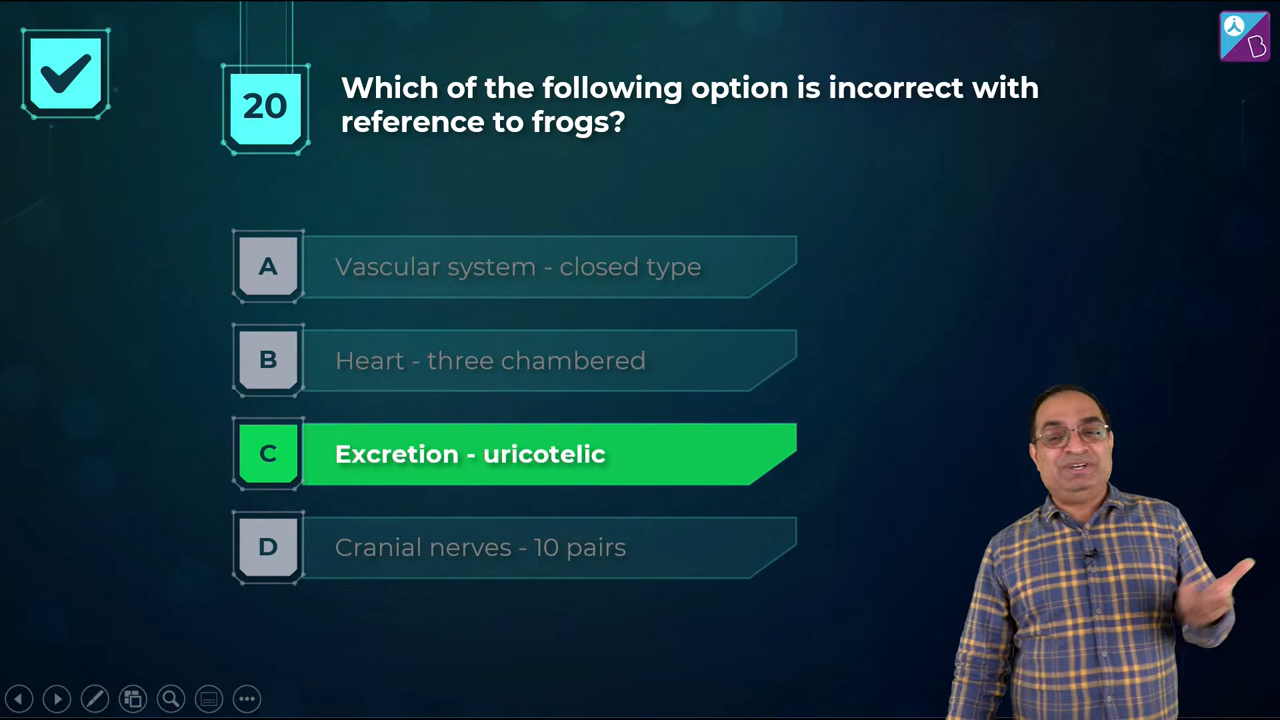 20
Which of the following option is incorrect with
reference to frogs?
A
Vascular system - closed type
B
Heart - three chambered
C
Excretion - uricotelic
D
Cranial nerves - 10 pairs
B